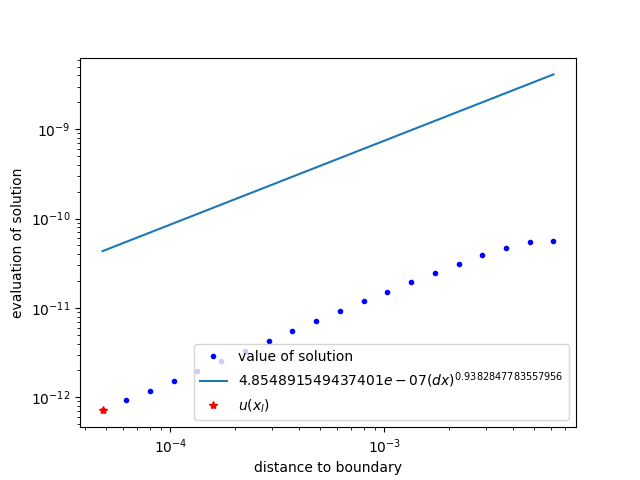 10⁻⁹
10⁻¹⁰
10⁻¹¹
10⁻¹²
evaluation of solution
value of solution
4.854891549437401e − 07(dx)^0.9382847783557956
u(x_l)
10⁻⁴
10⁻³
distance to boundary